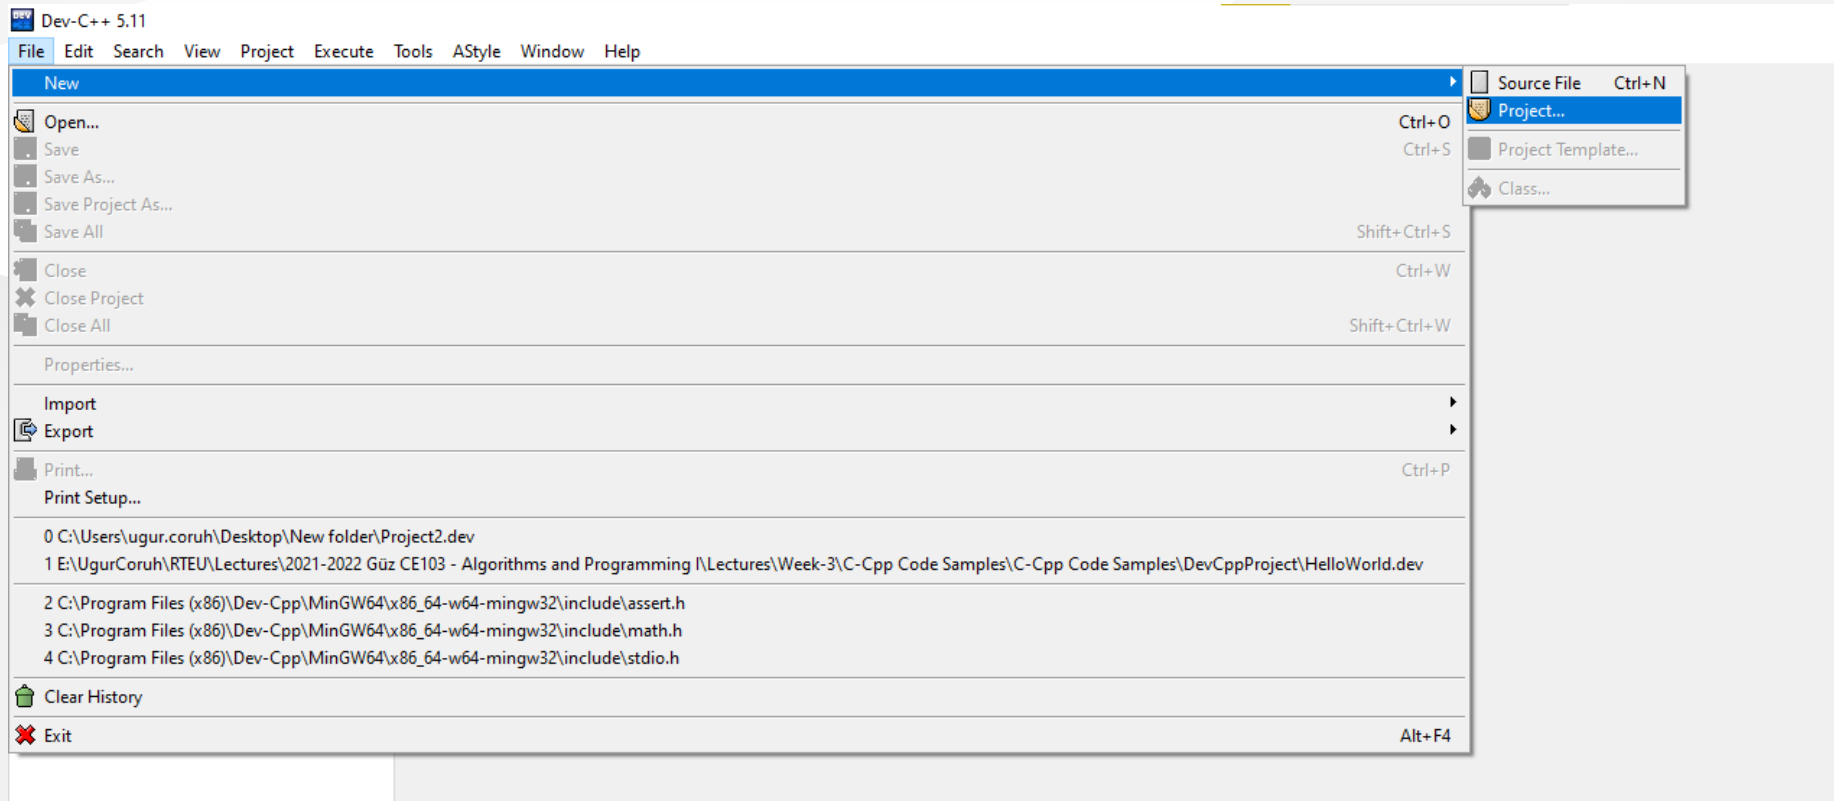 Dev-C++ 5.11
File Edit Search View Project Execute Tools AStyle Window Help
New
Source File Ctrl+N
Project...
Project Template...
Class...
Open... Ctrl+O
Save Ctrl+S
Save As...
Save Project As...
Save All Shift+Ctrl+S
Close Ctrl+W
Close Project
Close All Shift+Ctrl+W
Properties...
Import
Export
Print... Ctrl+P
Print Setup...
0 C:\Users\ugur.coruh\Desktop\New folder\Project2.dev
1 E:\UgurCoruh\RTEU\Lectures\2021-2022 Güz CE103 - Algorithms and Programming I\Lectures\Week-3\C-Cpp Code Samples\C-Cpp Code Samples\DevCppProject\HelloWorld.dev
2 C:\Program Files (x86)\Dev-Cpp\MinGW64\x86_64-w64-mingw32\include\assert.h
3 C:\Program Files (x86)\Dev-Cpp\MinGW64\x86_64-w64-mingw32\include\math.h
4 C:\Program Files (x86)\Dev-Cpp\MinGW64\x86_64-w64-mingw32\include\stdio.h
Clear History
Exit Alt+F4